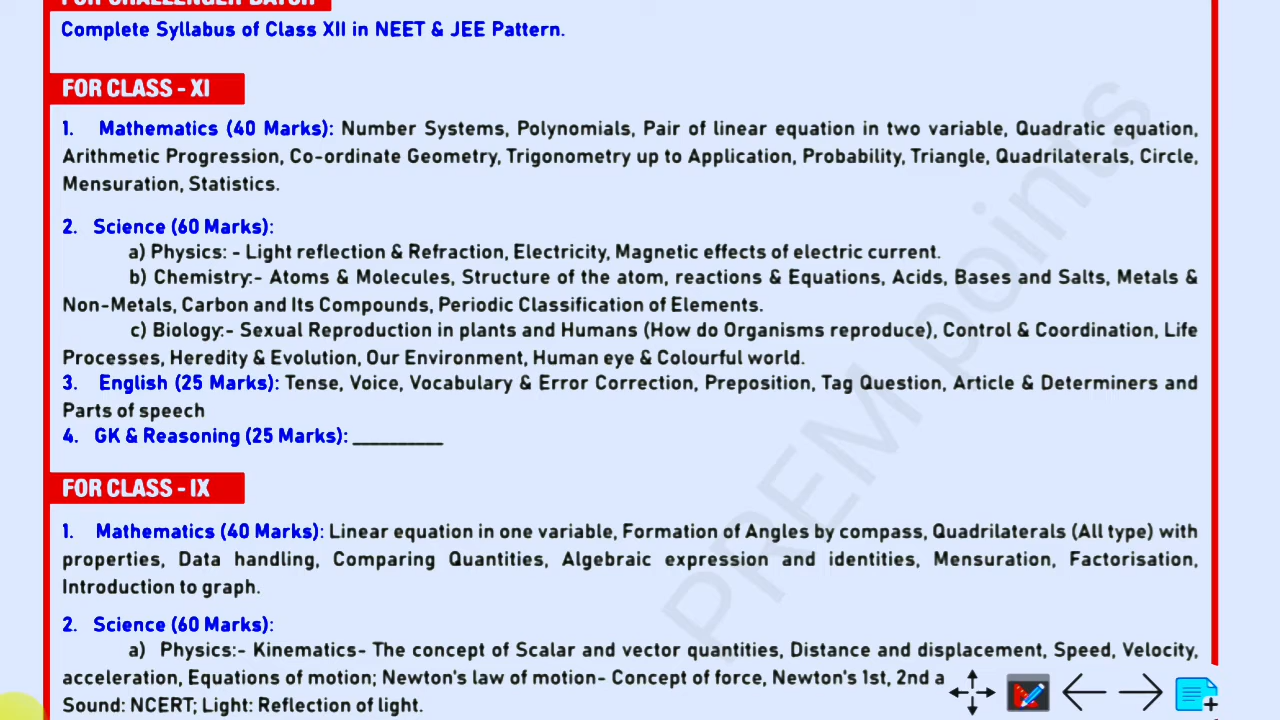 FOR CHALLENGER BATCH
Complete Syllabus of Class XII in NEET & JEE Pattern.
FOR CLASS - XI
1. Mathematics (40 Marks): Number Systems, Polynomials, Pair of linear equation in two variable, Quadratic equation,
Arithmetic Progression, Co-ordinate Geometry, Trigonometry up to Application, Probability, Triangle, Quadrilaterals, Circle,
Mensuration, Statistics.
2. Science (60 Marks):
a) Physics: - Light reflection & Refraction, Electricity, Magnetic effects of electric current.
b) Chemistry:- Atoms & Molecules, Structure of the atom, reactions & Equations, Acids, Bases and Salts, Metals &
Non-Metals, Carbon and Its Compounds, Periodic Classification of Elements.
c) Biology:- Sexual Reproduction in plants and Humans (How do Organisms reproduce), Control & Coordination, Life
Processes, Heredity & Evolution, Our Environment, Human eye & Colourful world.
3. English (25 Marks): Tense, Voice, Vocabulary & Error Correction, Preposition, Tag Question, Article & Determiners and
Parts of speech
4. GK & Reasoning (25 Marks): __________
FOR CLASS - IX
1. Mathematics (40 Marks): Linear equation in one variable, Formation of Angles by compass, Quadrilaterals (All type) with
properties, Data handling, Comparing Quantities, Algebraic expression and identities, Mensuration, Factorisation,
Introduction to graph.
2. Science (60 Marks):
a) Physics:- Kinematics- The concept of Scalar and vector quantities, Distance and displacement, Speed, Velocity,
acceleration, Equations of motion; Newton's law of motion- Concept of force, Newton's 1st, 2nd a
Sound: NCERT; Light: Reflection of light.
PREM points